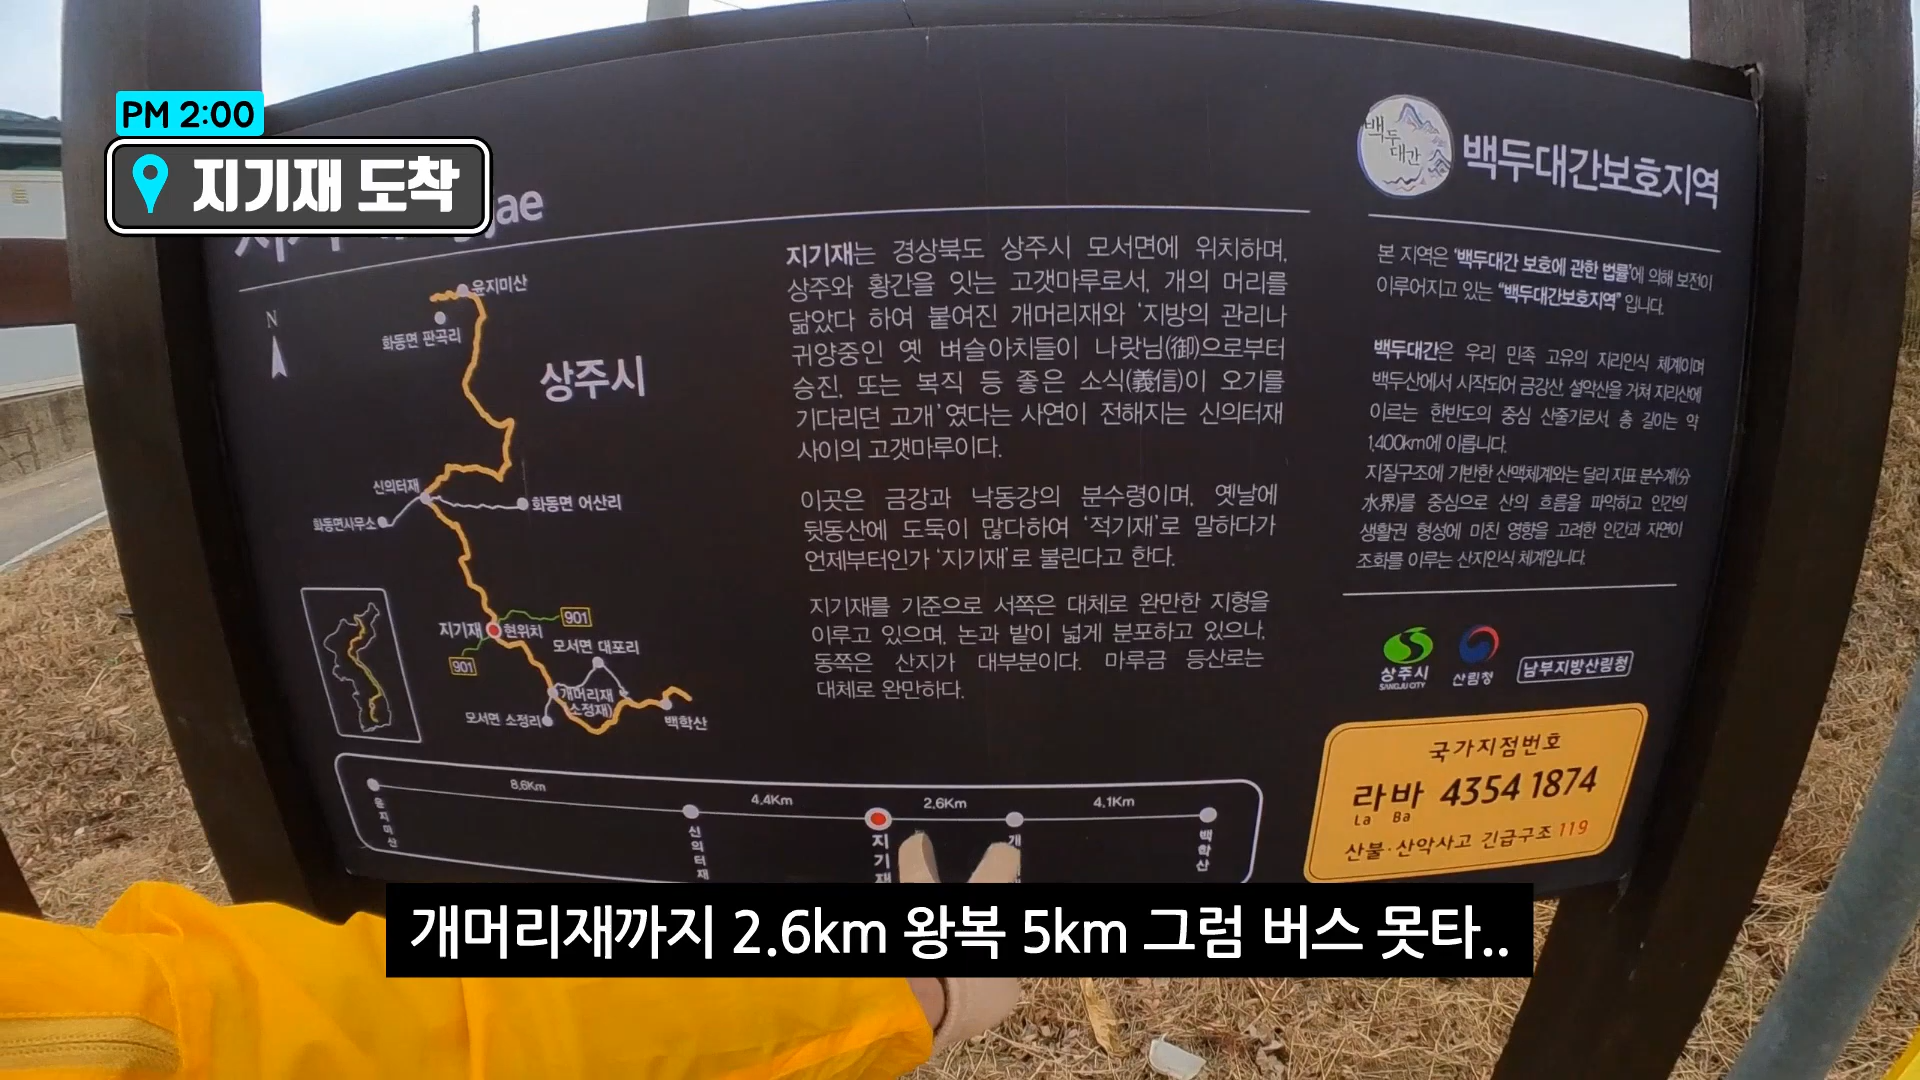 PM 2:00
지기재 도착
jae
백두대간
백두대간보호지역
윤지미산
화동면 판곡리
N
상주시
신의터재
화동면 어산리
화동면사무소
901
지기재
현위치
901
모서면 대포리
개머리재
(소정재)
모서면 소정리
백학산
지기재는 경상북도 상주시 모서면에 위치하며,
상주와 황간을 잇는 고갯마루로서, 개의 머리를
닮았다 하여 붙여진 개머리재와 '지방의 관리나
귀양중인 옛 벼슬아치들이 나랏님(御)으로부터
승진, 또는 복직 등 좋은 소식(義信)이 오기를
기다리던 고개' 였다는 사연이 전해지는 신의터재
사이의 고갯마루이다.
이곳은 금강과 낙동강의 분수령이며, 옛날에
뒷동산에 도둑이 많다하여 '적기재'로 말하다가
언제부터인가 '지기재'로 불린다고 한다.
지기재를 기준으로 서쪽은 대체로 완만한 지형을
이루고 있으며, 논과 밭이 넓게 분포하고 있으나,
동쪽은 산지가 대부분이다. 마루금 등산로는
대체로 완만하다.
본 지역은 '백두대간 보호에 관한 법률'에 의해 보전이
이루어지고 있는 "백두대간보호지역" 입니다.
백두대간은 우리 민족 고유의 지리인식 체계이며
백두산에서 시작되어 금강산, 설악산을 거쳐 지리산에
이르는 한반도의 중심 산줄기로서, 총 길이는 약
1,400km에 이릅니다.
지질구조에 기반한 산맥체계와는 달리 지표 분수계(分
水界)를 중심으로 산의 흐름을 파악하고 인간의
생활권 형성에 미친 영향을 고려한 인간과 자연이
조화를 이루는 산지인식 체계입니다.
상주시
SANGJU CITY
산림청
남부지방산림청
국가지점번호
라바 4354 1874
La Ba
산불·산악사고 긴급구조 119
8.6Km
4.4Km
2.6Km
4.1Km
윤지미산
신의터재
지기재
개
백학산
개머리재까지 2.6km 왕복 5km 그럼 버스 못타..